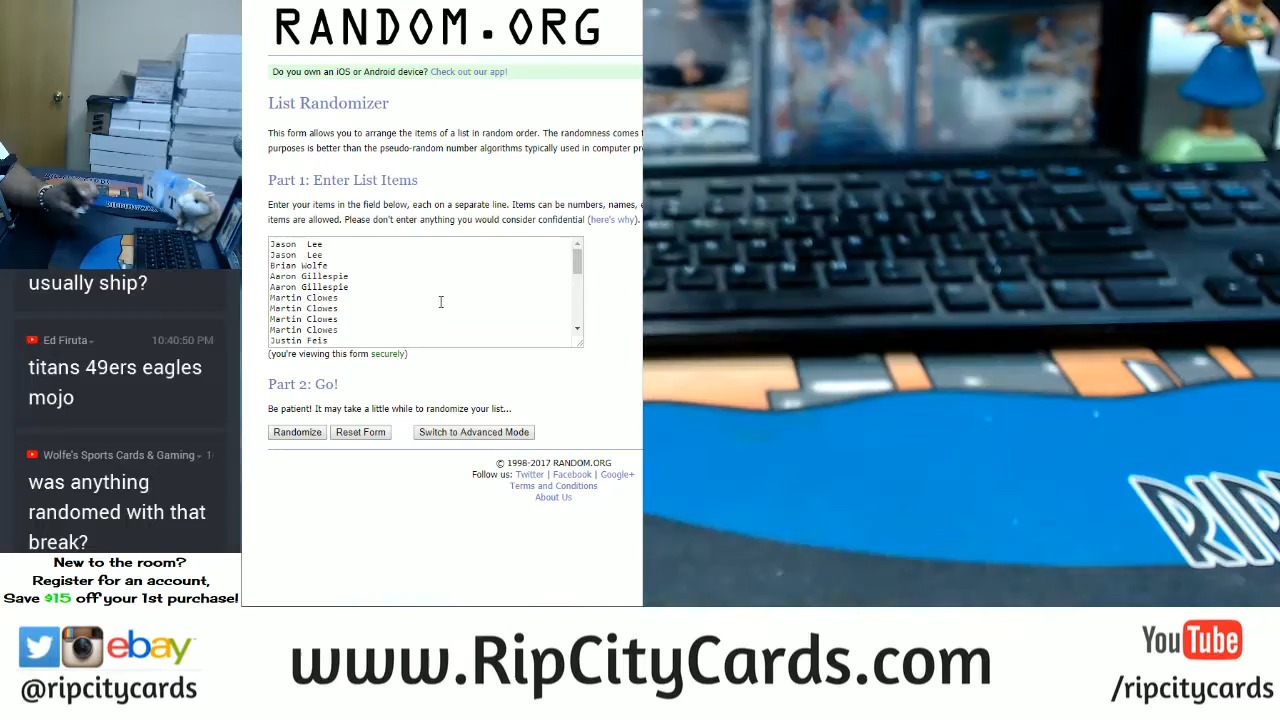 RANDOM.ORG
Do you own an iOS or Android device? Check out our app!
List Randomizer
This form allows you to arrange the items of a list in random order. The randomness comes
purposes is better than the pseudo-random number algorithms typically used in computer
Part 1: Enter List Items
Enter your items in the field below, each on a separate line. Items can be numbers, names,
items are allowed. Please don't enter anything you would consider confidential (here's why).
Jason Lee
Jason Lee
Brian Wolfe
Aaron Gillespie
Aaron Gillespie
Martin Clowes
Martin Clowes
Martin Clowes
Martin Clowes
Justin Feis
(you're viewing this form securely)
Part 2: Go!
Be patient! It may take a little while to randomize your list...
Randomize Reset Form Switch to Advanced Mode
© 1998-2017 RANDOM.ORG
Follow us: Twitter | Facebook | Google+
Terms and Conditions
About Us
usually ship?
Ed Firuta 10:40:50 PM
titans 49ers eagles
mojo
Wolfe's Sports Cards & Gaming
was anything
randomed with that
break?
New to the room?
Register for an account,
Save $15 off your 1st purchase!
ebay
@ripcitycards
www.RipCityCards.com
YouTube
/ripcitycards